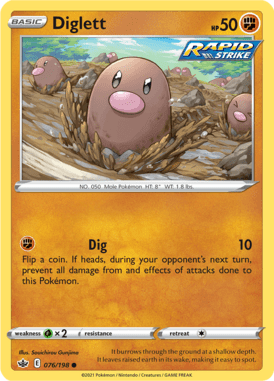 BASIC Diglett HP 50
RAPID STRIKE
NO. 050 Mole Pokémon HT: 8" WT: 1.8 lbs.
Dig 10
Flip a coin. If heads, during your opponent's next turn,
prevent all damage from and effects of attacks done to
this Pokémon.
weakness ×2 resistance retreat
Illus. Souichirou Gunjima
It burrows through the ground at a shallow depth.
It leaves raised earth in its wake, making it easy to spot.
E 076/198
©2021 Pokémon / Nintendo / Creatures / GAME FREAK